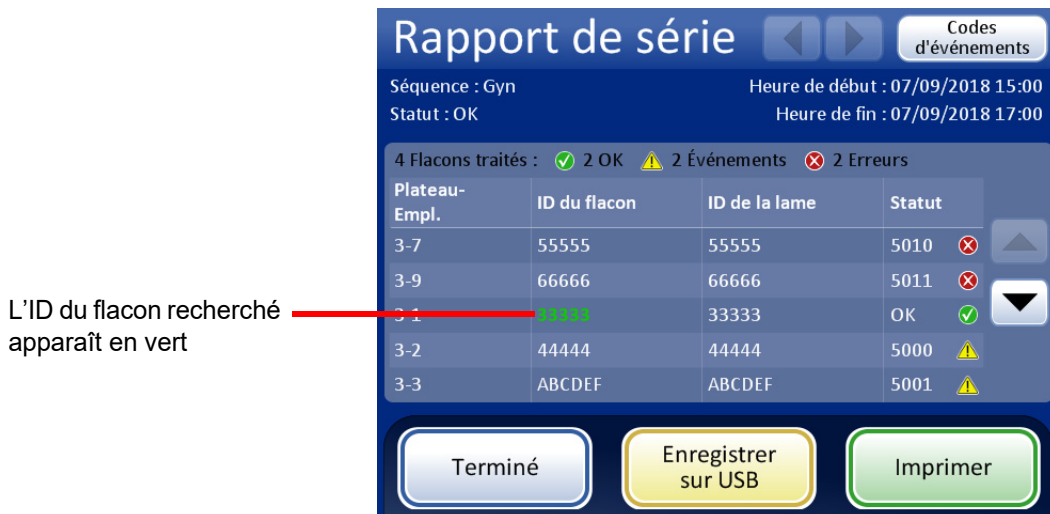 Rapport de série
Codes
d'événements
Séquence : Gyn
Heure de début : 07/09/2018 15:00
Statut : OK
Heure de fin : 07/09/2018 17:00
4 Flacons traités : 2 OK 2 Événements 2 Erreurs
Plateau-
Empl. ID du flacon ID de la lame Statut
3-7 55555 55555 5010
3-9 66666 66666 5011
3-1 33333 33333 OK
3-2 44444 44444 5000
3-3 ABCDEF ABCDEF 5001
L'ID du flacon recherché
apparaît en vert
Terminé
Enregistrer
sur USB
Imprimer